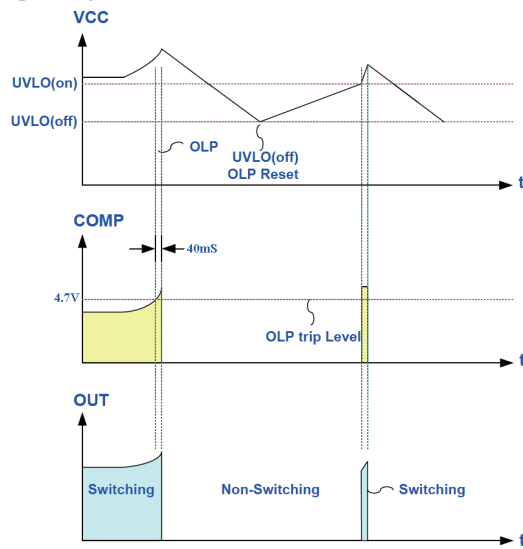 VCC
UVLO(on)
UVLO(off)
OLP
UVLO(off)
OLP Reset
t
COMP
40mS
4.7V
OLP trip Level
t
OUT
Switching
Non-Switching
Switching
t